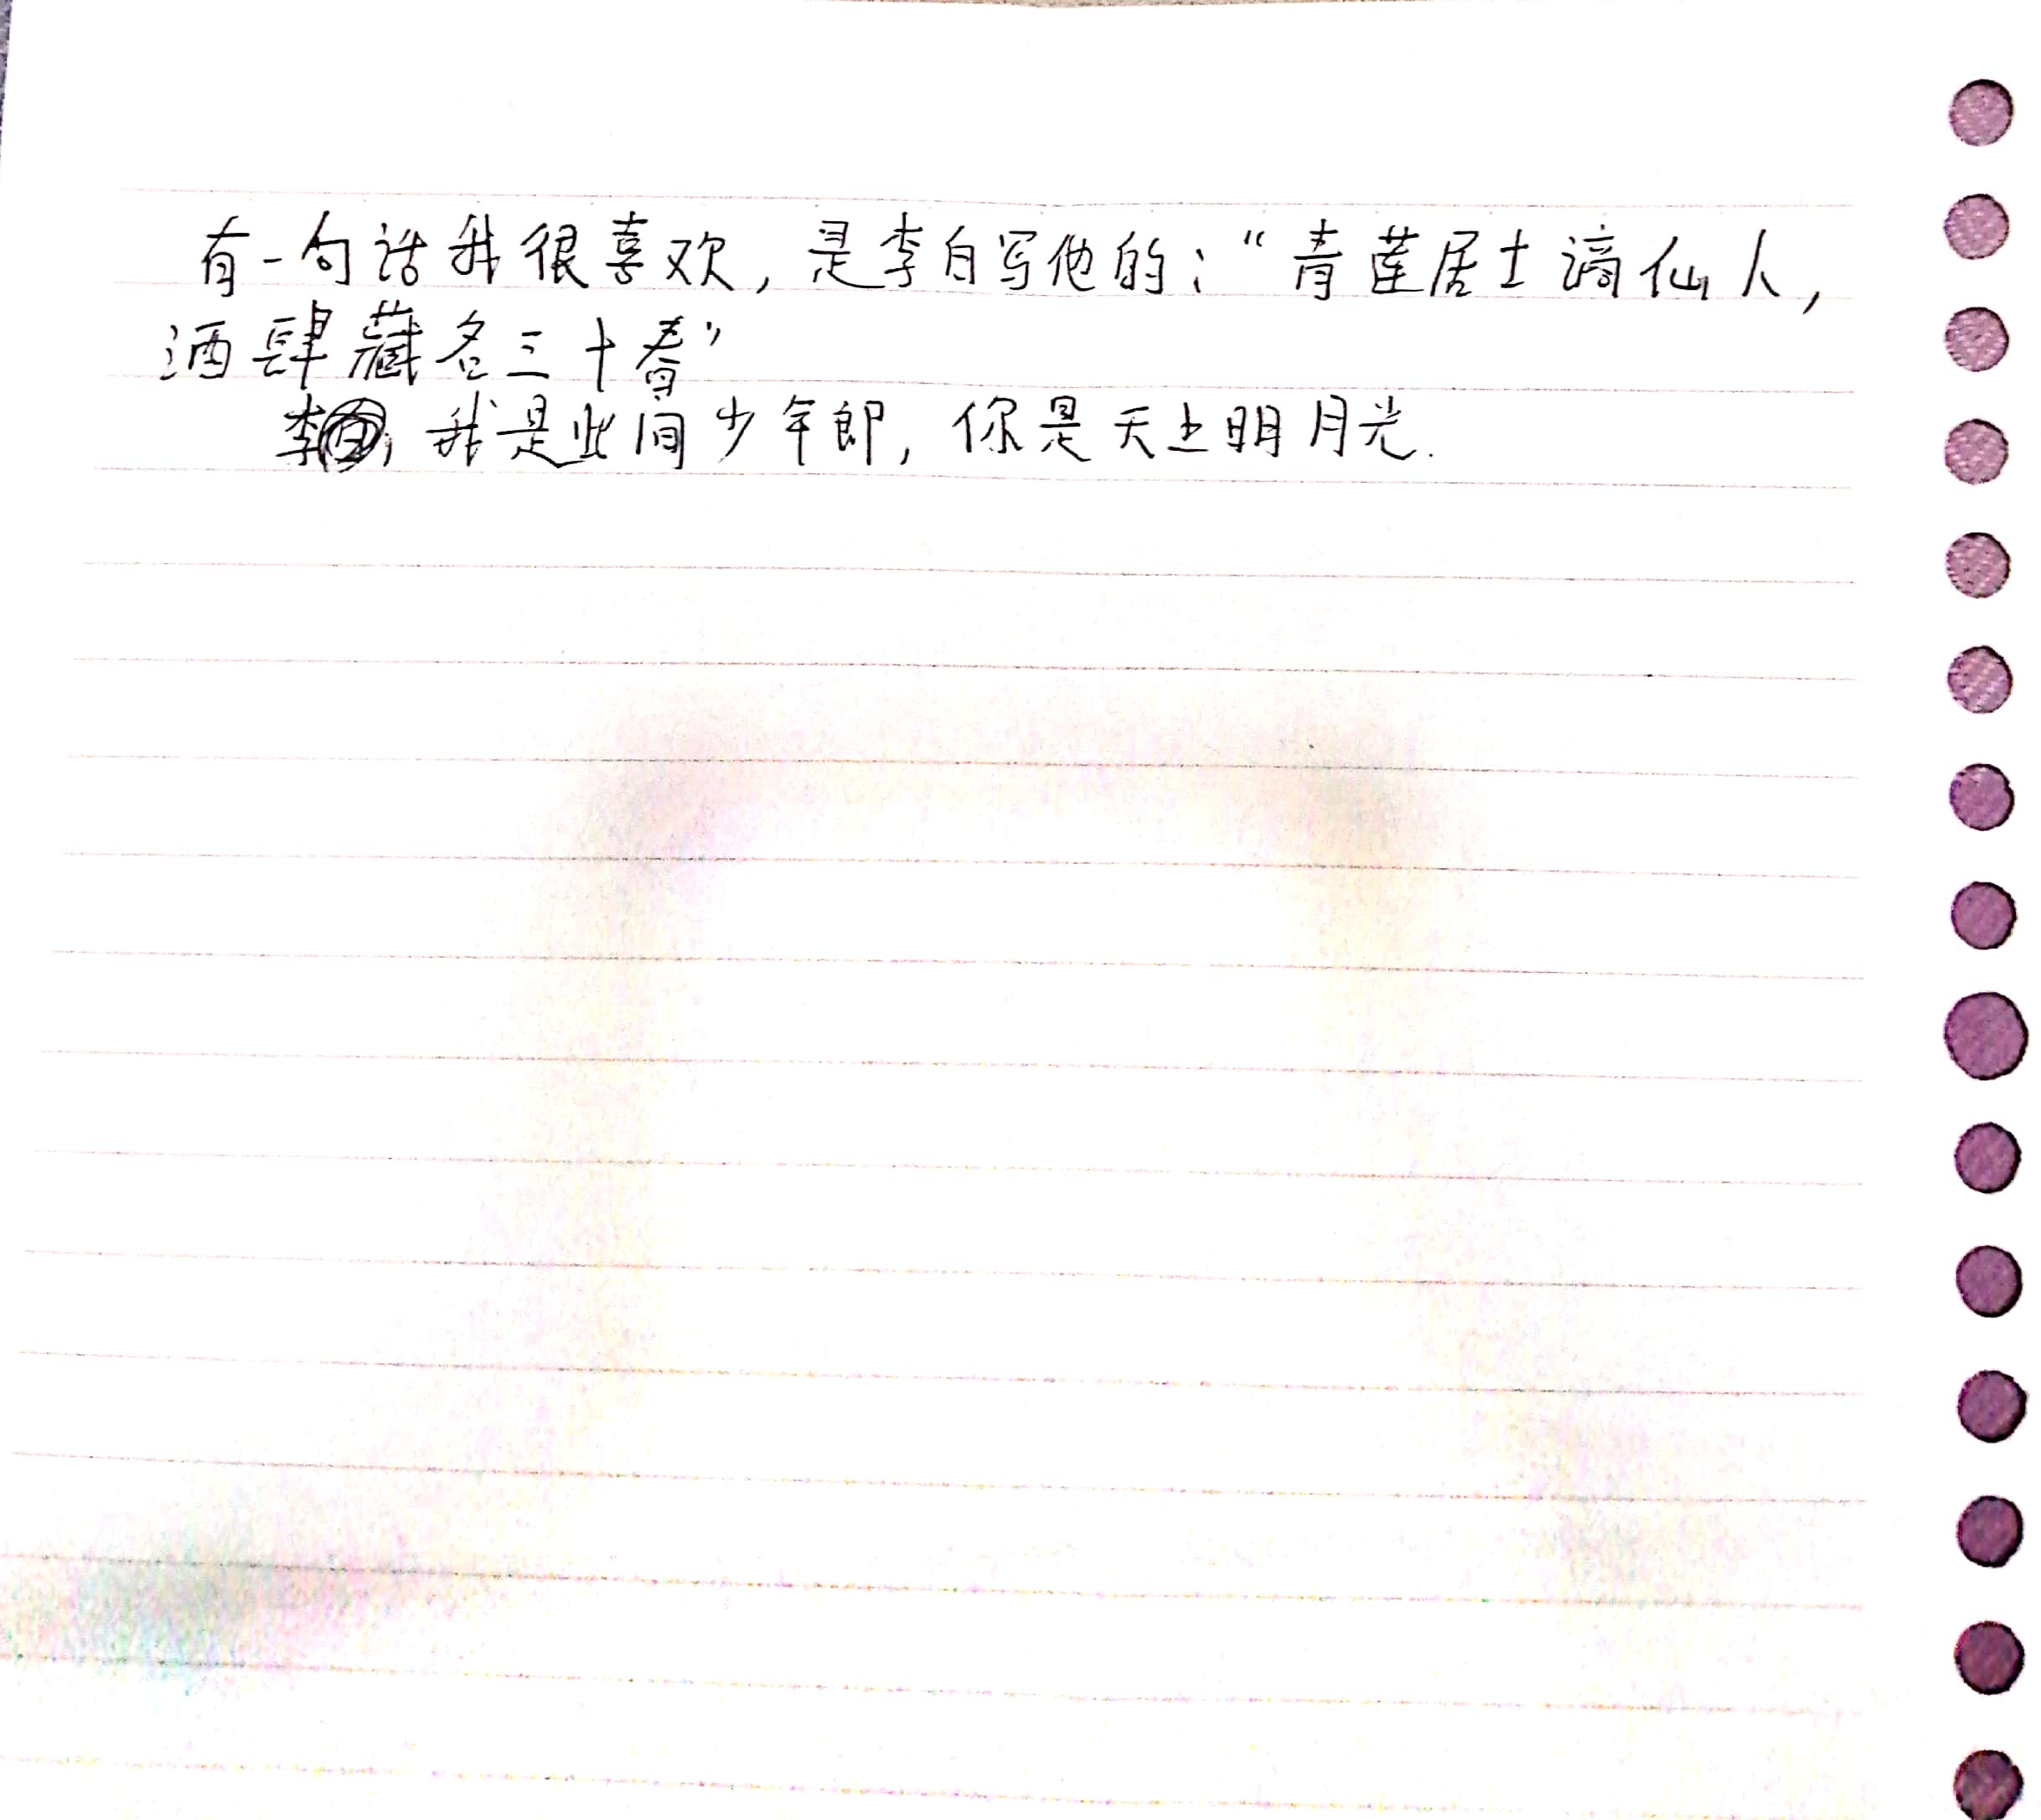 有一句话我很喜欢,是李白写他的:“青莲居士谪仙人,
酒肆藏名三十春”
李白,我是此间少年郎,你是天上明月光.